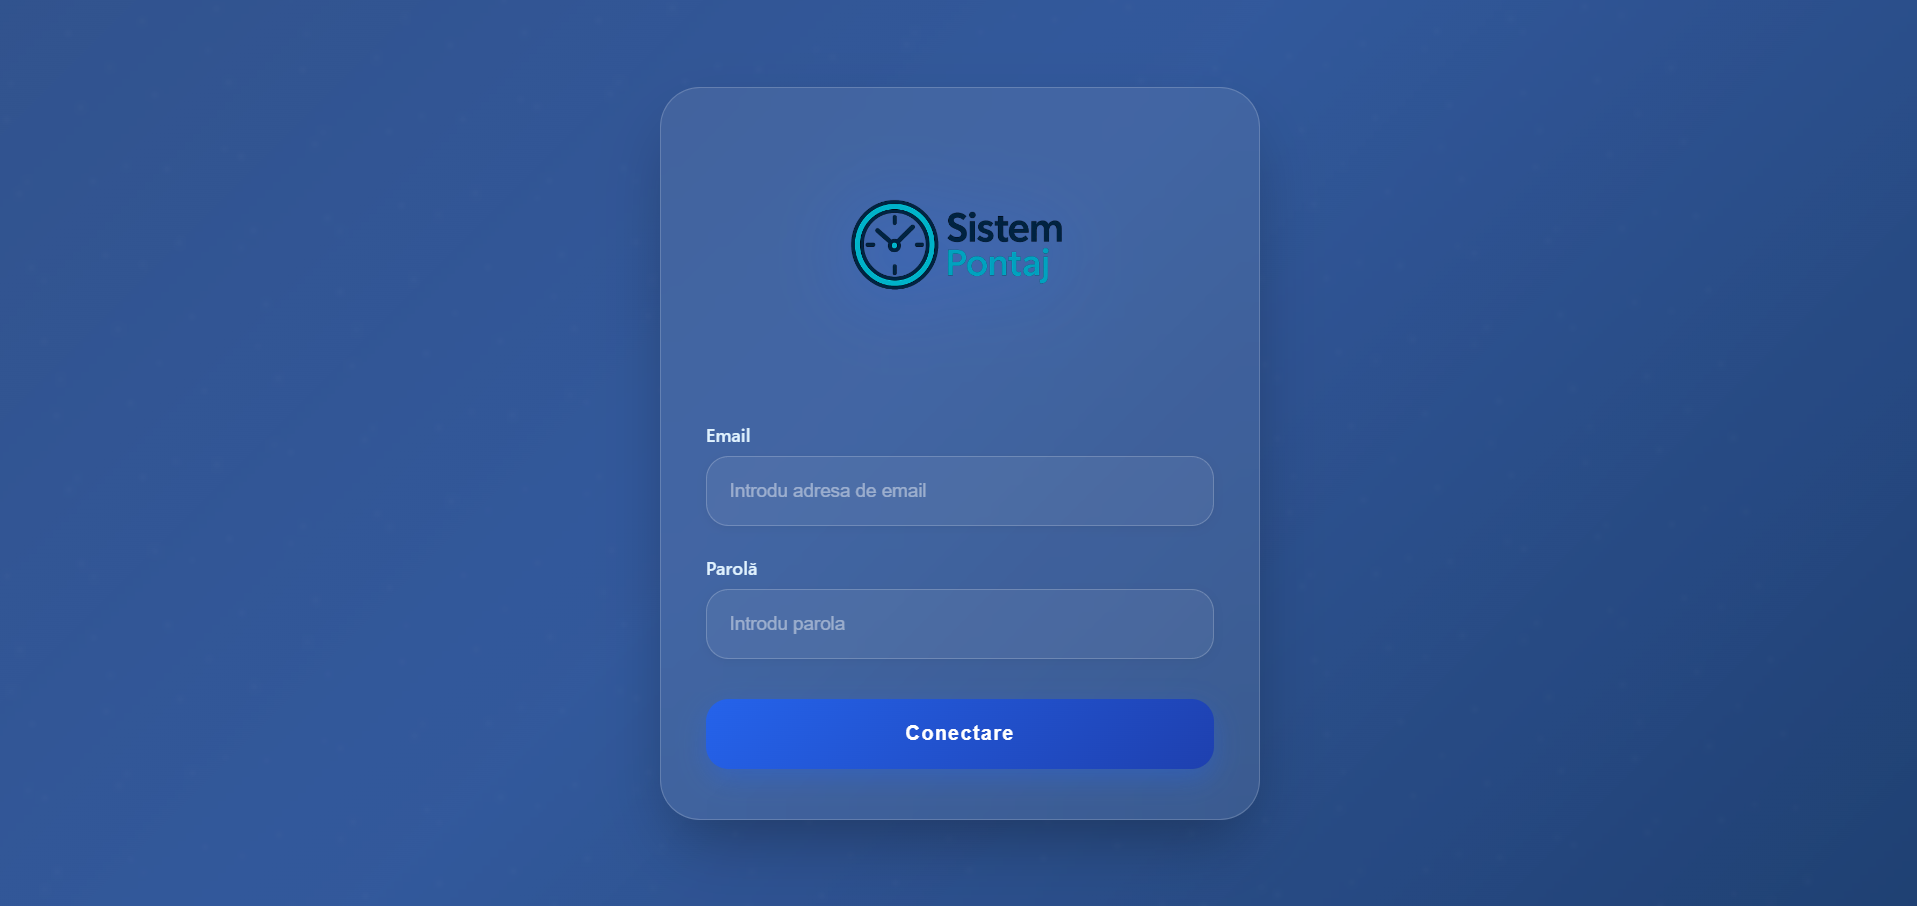 Sistem
Pontaj
Email
Introdu adresa de email
Parolă
Introdu parola
Conectare